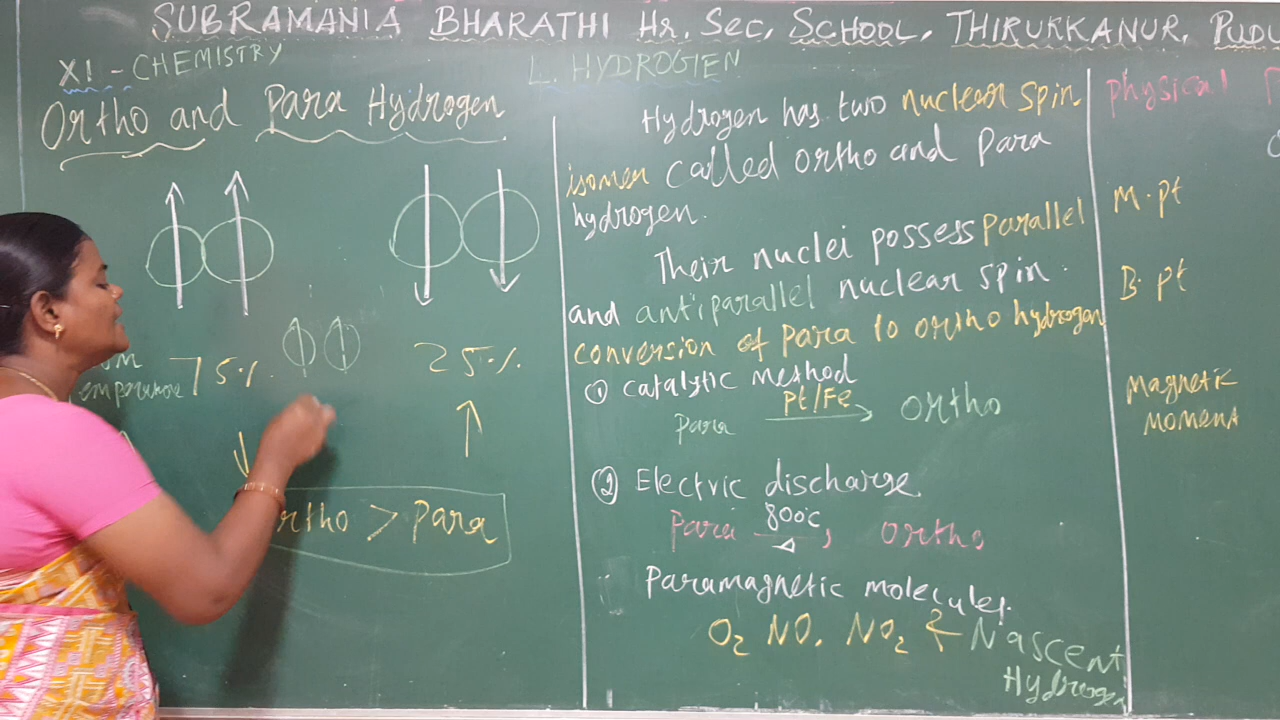 SUBRAMANIA BHARATHI Hr. Sec, SCHOOL, THIRUKKANUR, PUDU
XI - CHEMISTRY
L. HYDROGEN
Ortho and Para Hydrogen
75%
25%
ortho > para
Hydrogen has two nuclear spin
isomer called ortho and para
hydrogen.
Their nuclei possess parallel
and antiparallel nuclear spin.
conversion of para to ortho hydrogen
① catalytic method
para Pt/Fe ortho
② Electric discharge
para 800°C ortho
Paramagnetic molecules.
O2 NO, NO2 & Nascent
Hydrogen
physical
M. pt
B. pt
Magnetic
moment